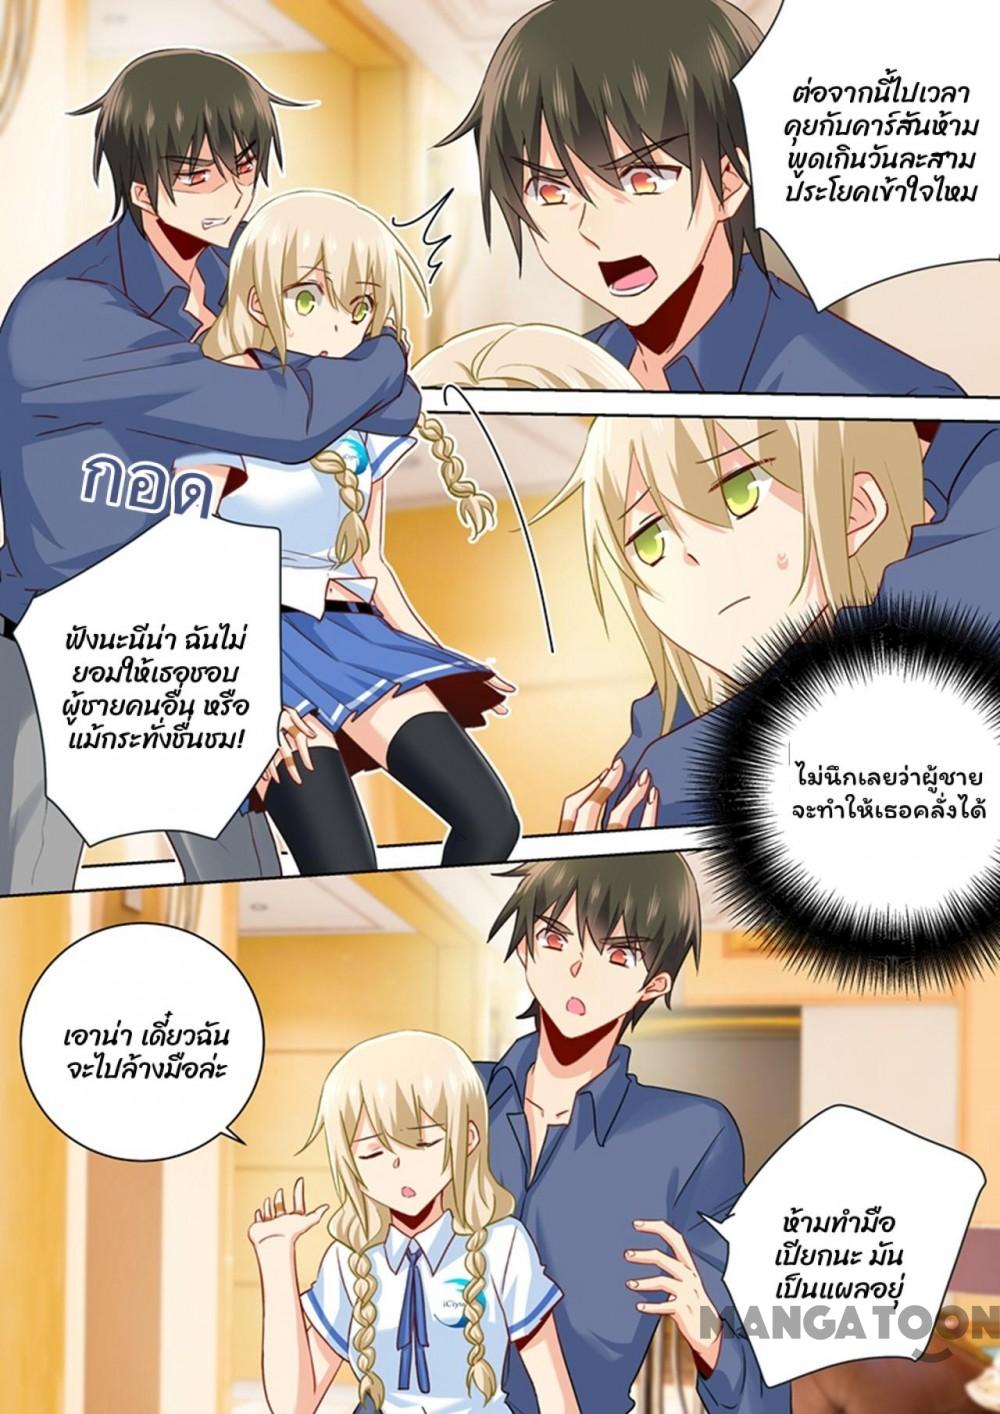 ต่อจากนี้ไปเวลา
คุยกับคาร์สันห้าม
พูดเกินวันละสาม
ประโยคเข้าใจไหม
กอด
ฟังนะนีน่า ฉันไม่
ยอมให้เธอชอบ
ผู้ชายคนอื่น หรือ
แม้กระทั่งชื่นชม!
ไม่นึกเลยว่าผู้ชาย
จะทำให้เธอคลั่งได้
เอาน่า เดี๋ยวฉัน
จะไปล้างมือล่ะ
ห้ามทำมือ
เปียกนะ มัน
เป็นแผลอยู่
MANGATOON